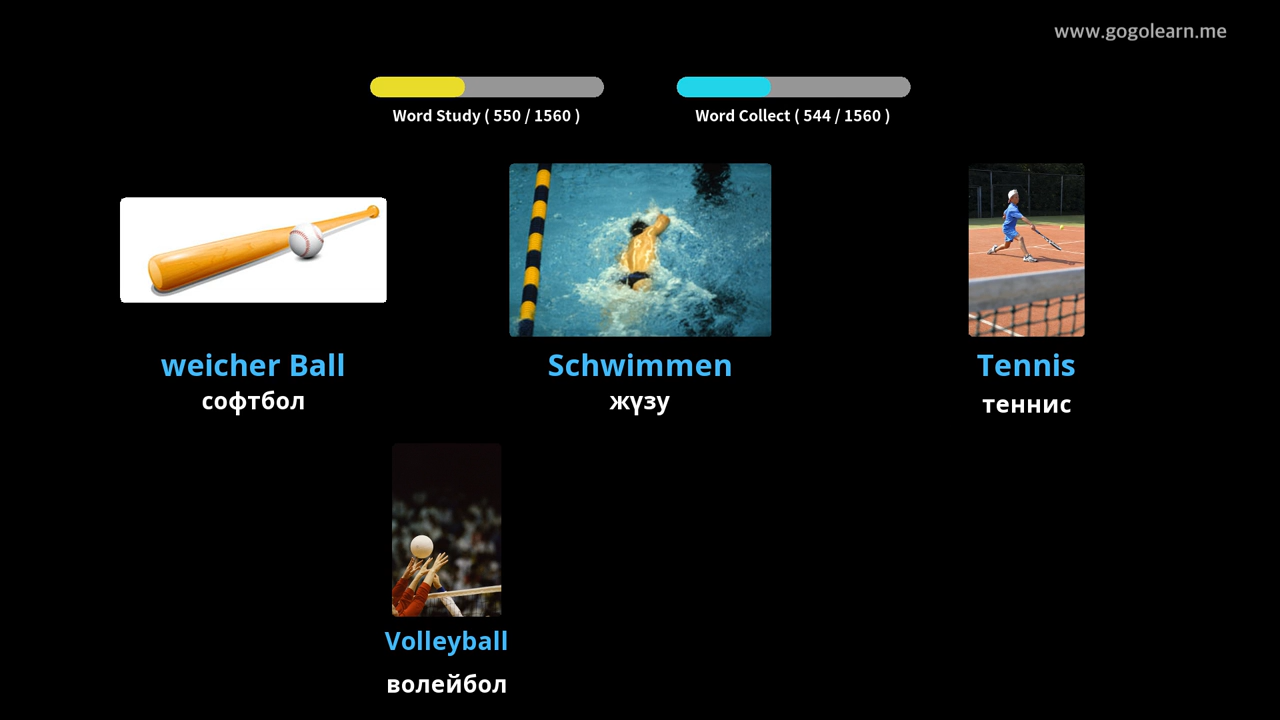 www.gogolearn.me
Word Study ( 550 / 1560 )
Word Collect ( 544 / 1560 )
weicher Ball
софтбол
Schwimmen
жүзу
Tennis
теннис
Volleyball
волейбол